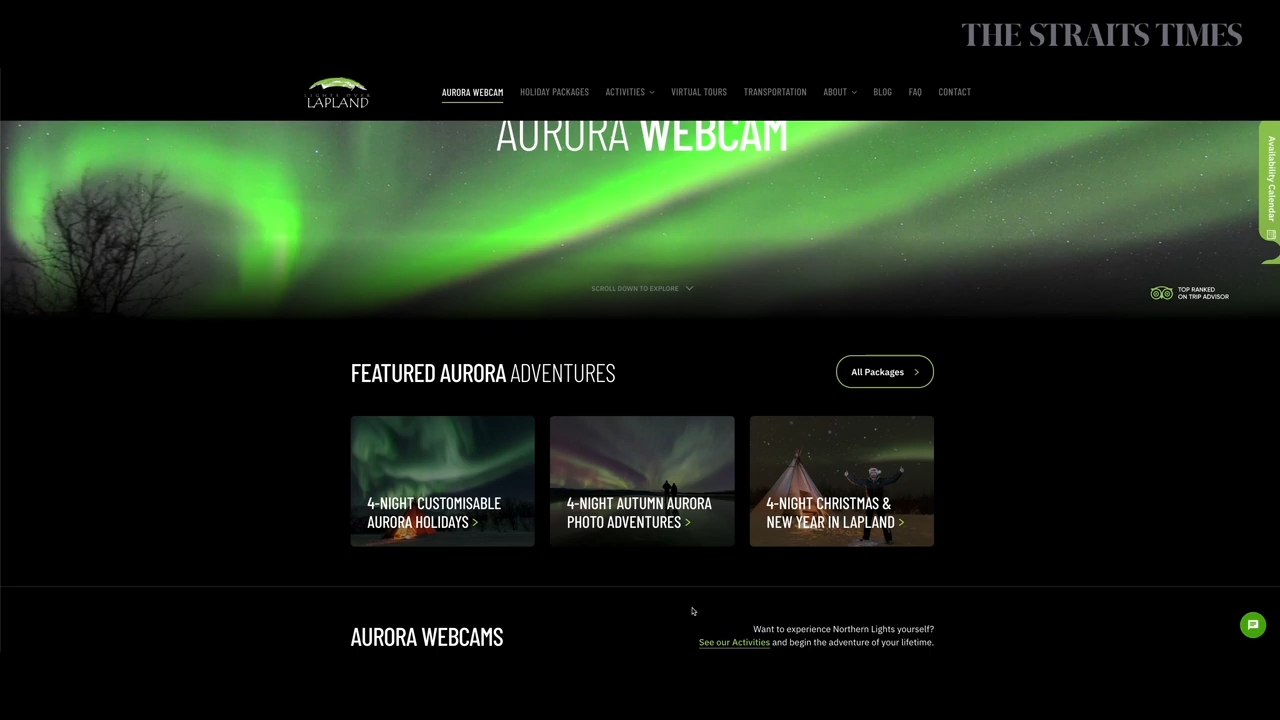 THE STRAITS TIMES
LIGHTS OVER
LAPLAND
AURORA WEBCAM
HOLIDAY PACKAGES
ACTIVITIES
VIRTUAL TOURS
TRANSPORTATION
ABOUT
BLOG
FAQ
CONTACT
AURORA WEBCAM
Availability Calendar
SCROLL DOWN TO EXPLORE
TOP RANKED
ON TRIP ADVISOR
FEATURED AURORA ADVENTURES
All Packages
4-NIGHT CUSTOMISABLE
AURORA HOLIDAYS >
4-NIGHT AUTUMN AURORA
PHOTO ADVENTURES >
4-NIGHT CHRISTMAS &
NEW YEAR IN LAPLAND >
AURORA WEBCAMS
Want to experience Northern Lights yourself?
See our Activities and begin the adventure of your lifetime.